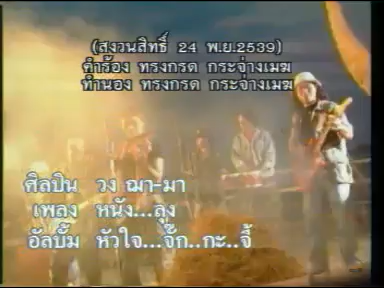 (สงวนสิทธิ์ 24 พ.ย.2539)
คำร้อง ทรงกรด กระจ่างเมฆ
ทำนอง ทรงกรด กระจ่างเมฆ
ศิลปิน วง ฌา-มา
เพลง หนัง...ลุง
อัลบั้ม หัวใจ...จั๊ก..กะ..จี้